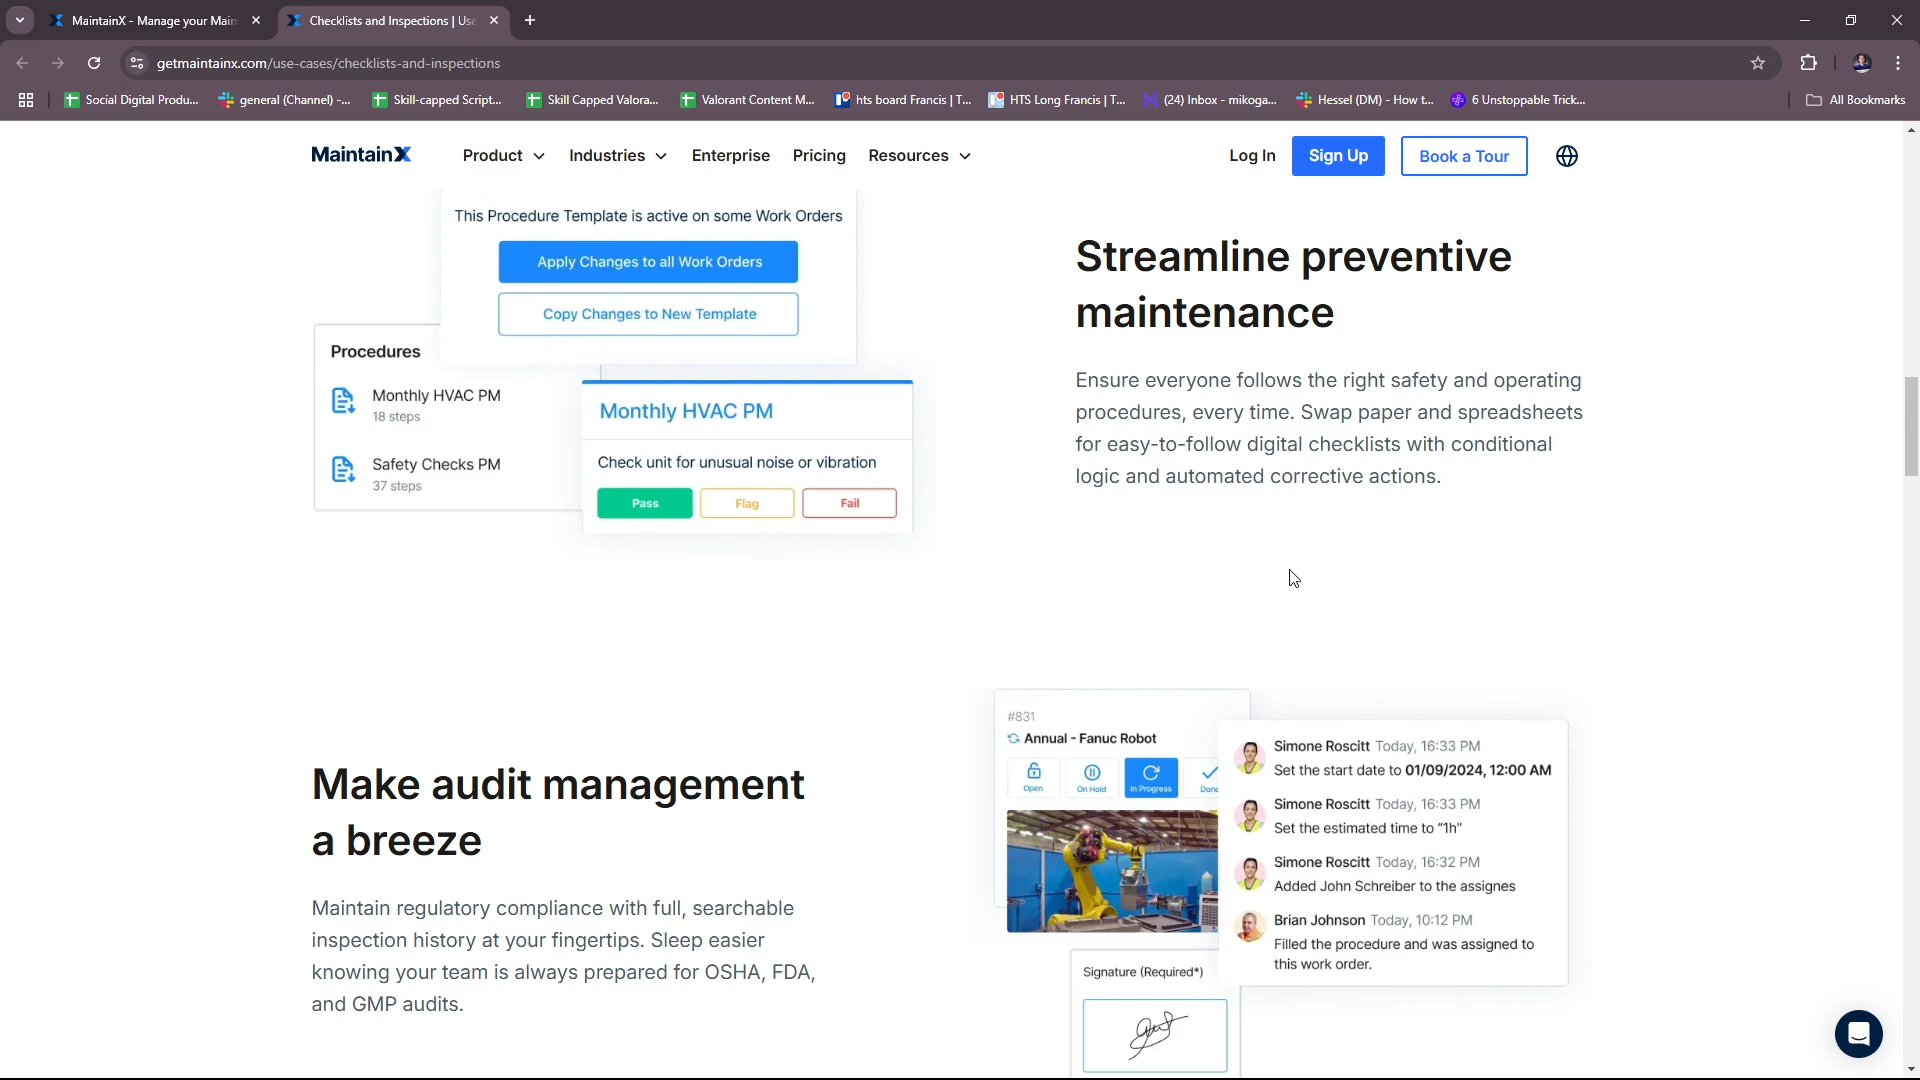 MaintainX - Manage your Main
Checklists and Inspections | Use
getmaintainx.com/use-cases/checklists-and-inspections
Social Digital Produ...
general (Channel) -...
Skill-capped Script...
Skill Capped Valora...
Valorant Content M...
hts board Francis | T...
HTS Long Francis | T...
(24) Inbox - mikoga...
Hessel (DM) - How t...
6 Unstoppable Trick...
All Bookmarks
MaintainX
Product
Industries
Enterprise
Pricing
Resources
Log In
Sign Up
Book a Tour
This Procedure Template is active on some Work Orders
Apply Changes to all Work Orders
Copy Changes to New Template
Procedures
Monthly HVAC PM
18 steps
Safety Checks PM
37 steps
Monthly HVAC PM
Check unit for unusual noise or vibration
Pass
Flag
Fail
Streamline preventive
maintenance
Ensure everyone follows the right safety and operating
procedures, every time. Swap paper and spreadsheets
for easy-to-follow digital checklists with conditional
logic and automated corrective actions.
Make audit management
a breeze
Maintain regulatory compliance with full, searchable
inspection history at your fingertips. Sleep easier
knowing your team is always prepared for OSHA, FDA,
and GMP audits.
#831
Annual - Fanuc Robot
Open
On Hold
In Progress
Done
Simone Roscitt Today, 16:33 PM
Set the start date to 01/09/2024, 12:00 AM
Simone Roscitt Today, 16:33 PM
Set the estimated time to "1h"
Simone Roscitt Today, 16:32 PM
Added John Schreiber to the assignes
Brian Johnson Today, 10:12 PM
Filled the procedure and was assigned to
this work order.
Signature (Required*)